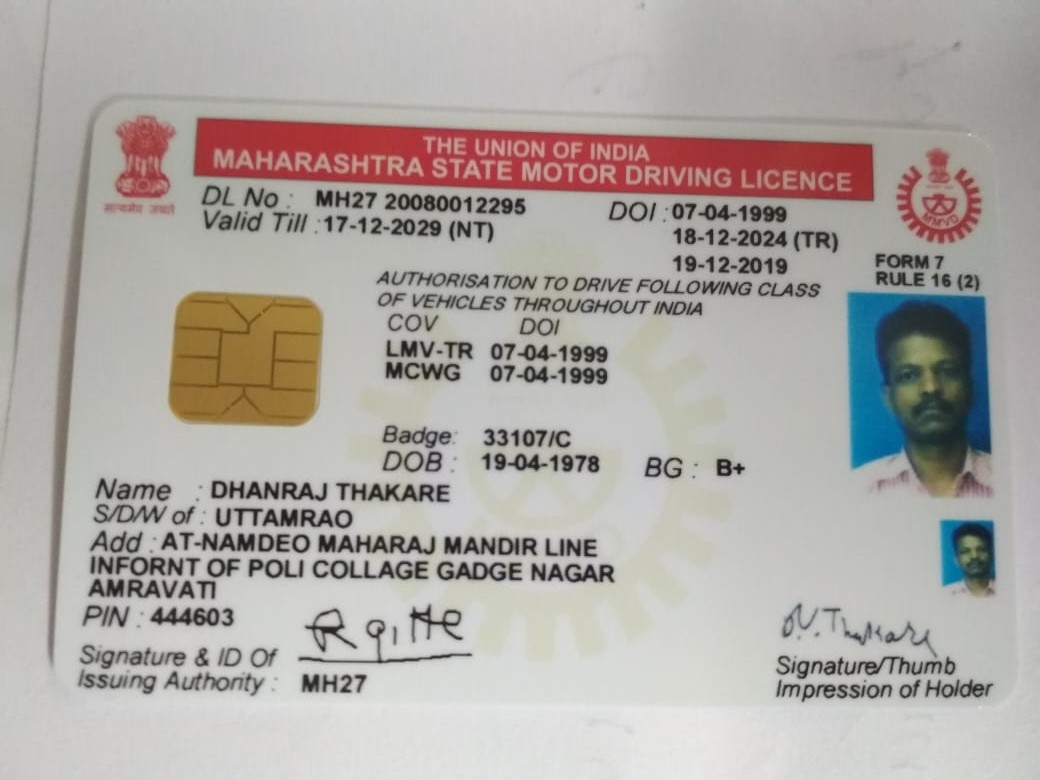 THE UNION OF INDIA
MAHARASHTRA STATE MOTOR DRIVING LICENCE
सत्यमेव जयते
DL No : MH27 20080012295 DOI : 07-04-1999
Valid Till : 17-12-2029 (NT) 18-12-2024 (TR)
19-12-2019
FORM 7
RULE 16 (2)
MMVD
AUTHORISATION TO DRIVE FOLLOWING CLASS
OF VEHICLES THROUGHOUT INDIA
COV DOI
LMV-TR 07-04-1999
MCWG 07-04-1999
Badge: 33107/C
DOB : 19-04-1978 BG : B+
Name : DHANRAJ THAKARE
S/D/W of : UTTAMRAO
Add : AT-NAMDEO MAHARAJ MANDIR LINE
INFORNT OF POLI COLLAGE GADGE NAGAR
AMRAVATI
PIN : 444603
Signature & ID Of
Issuing Authority : MH27
D.U.Thakare
Signature/Thumb
Impression of Holder